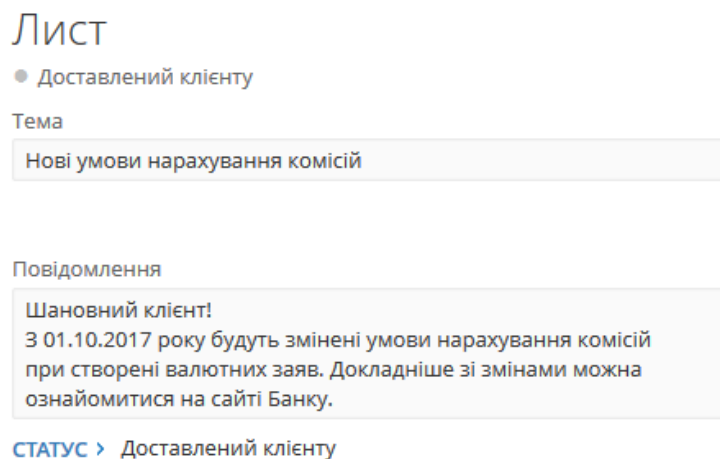 Лист
Доставлений клієнту
Тема
Нові умови нарахування комісій
Повідомлення
Шановний клієнт!
З 01.10.2017 року будуть змінені умови нарахування комісій
при створені валютних заяв. Докладніше зі змінами можна
ознайомитися на сайті Банку.
СТАТУС > Доставлений клієнту